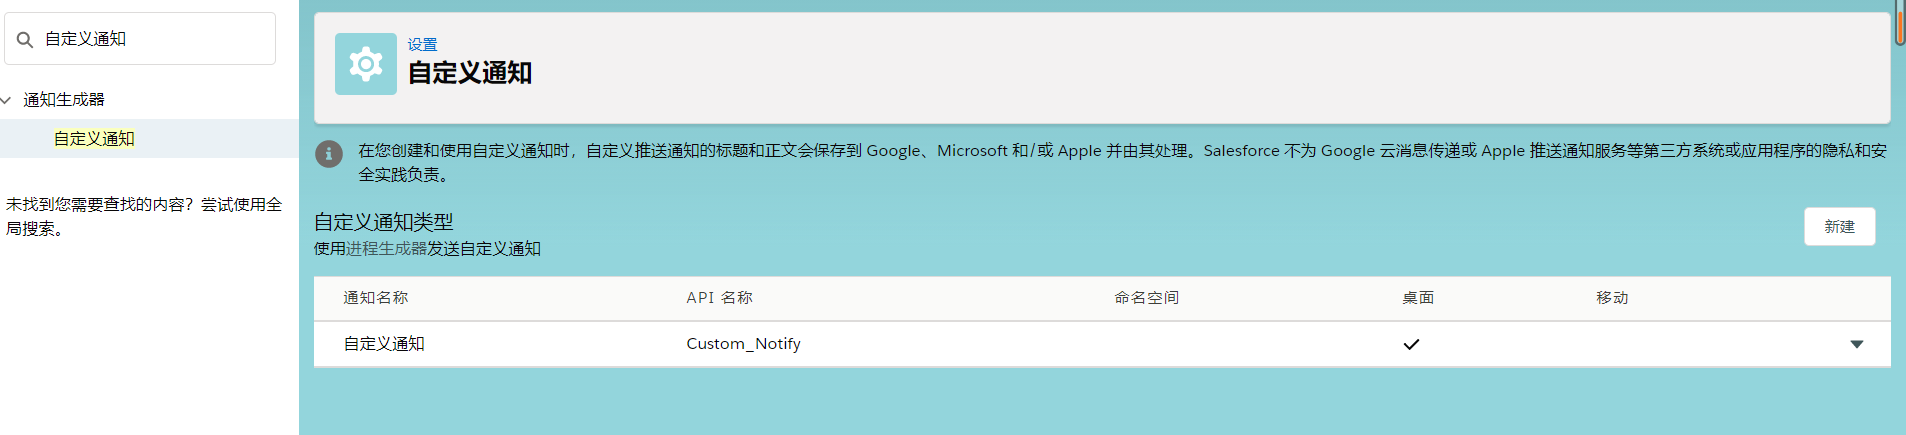 自定义通知
通知生成器
自定义通知
未找到您需要查找的内容？尝试使用全
局搜索。
设置
自定义通知
在您创建和使用自定义通知时，自定义推送通知的标题和正文会保存到 Google、Microsoft 和/或 Apple 并由其处理。Salesforce 不为 Google 云消息传递或 Apple 推送通知服务等第三方系统或应用程序的隐私和安
全实践负责。
自定义通知类型
新建
使用进程生成器发送自定义通知
通知名称 API 名称 命名空间 桌面 移动
自定义通知 Custom_Notify